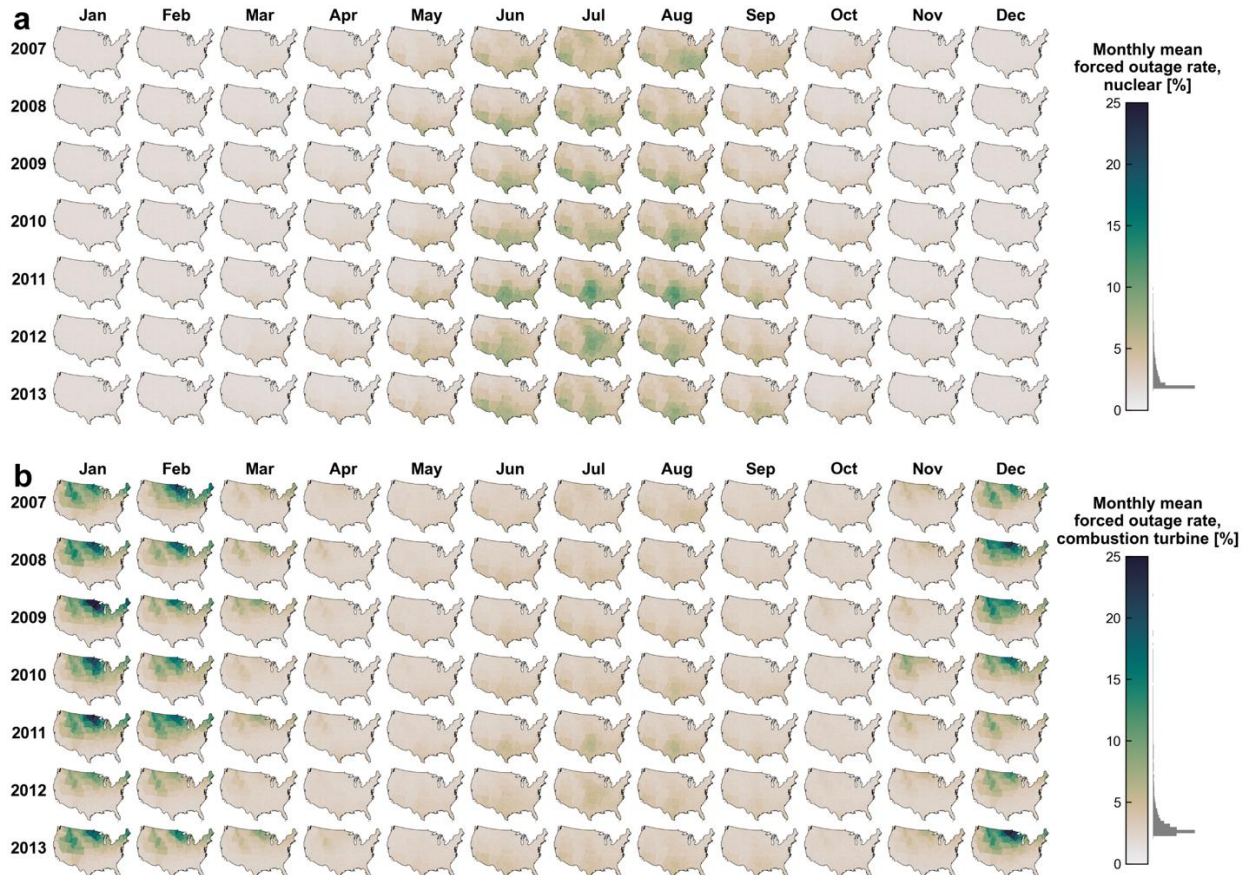 a
Jan Feb Mar Apr May Jun Jul Aug Sep Oct Nov Dec
2007
2008
2009
2010
2011
2012
2013
Monthly mean
forced outage rate,
nuclear [%]
25
20
15
10
5
0
b
Jan Feb Mar Apr May Jun Jul Aug Sep Oct Nov Dec
2007
2008
2009
2010
2011
2012
2013
Monthly mean
forced outage rate,
combustion turbine [%]
25
20
15
10
5
0